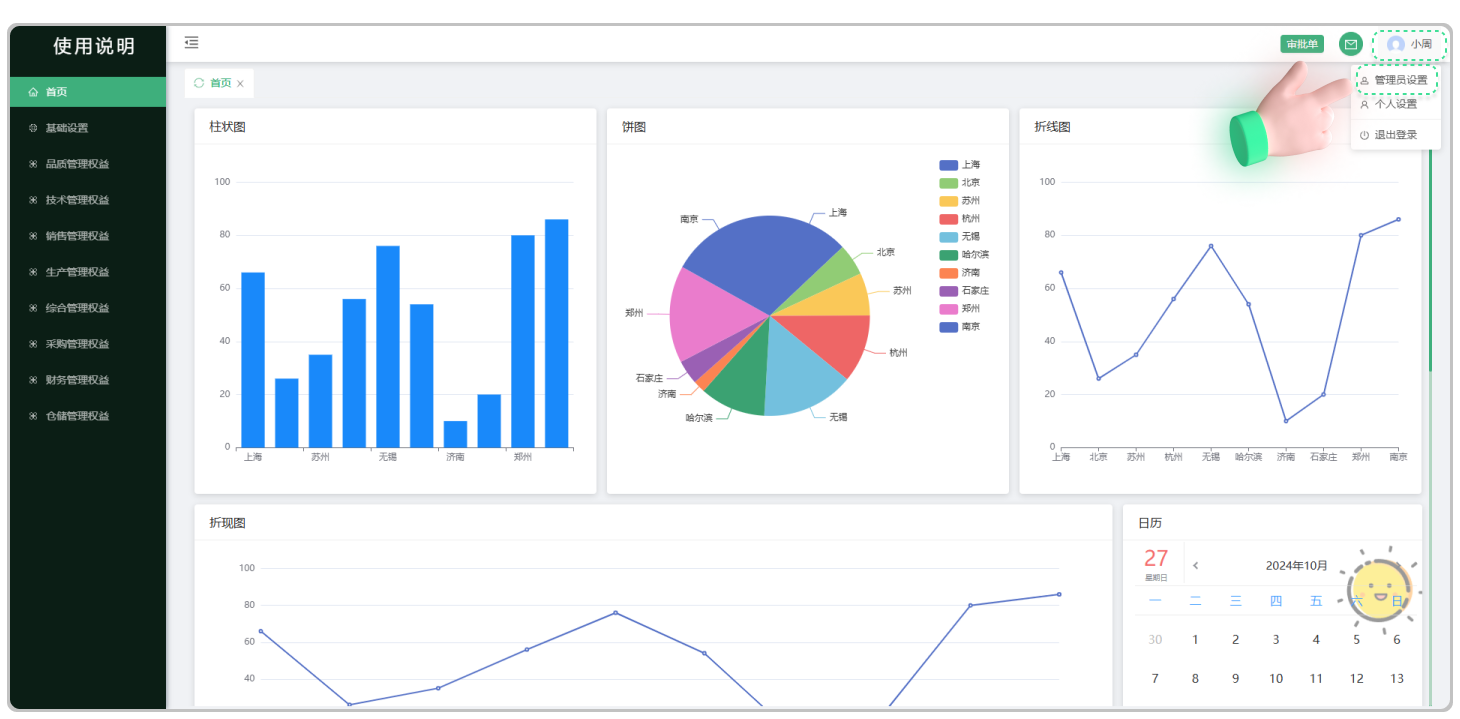 使用说明
审批单
小周
管理员设置
个人设置
退出登录
首页
基础设置
品质管理权益
技术管理权益
销售管理权益
生产管理权益
综合管理权益
采购管理权益
财务管理权益
仓储管理权益
首页
柱状图
100
80
60
40
20
0
上海
苏州
无锡
济南
郑州
饼图
上海
北京
苏州
杭州
无锡
哈尔滨
济南
石家庄
郑州
南京
南京
上海
北京
苏州
杭州
无锡
哈尔滨
济南
石家庄
郑州
折线图
100
80
60
40
20
0
上海 北京 苏州 杭州 无锡 哈尔滨 济南 石家庄 郑州 南京
折现图
100
80
60
40
日历
27
星期日
2024年10月
一 二 三 四 五 六 日
30 1 2 3 4 5 6
7 8 9 10 11 12 13